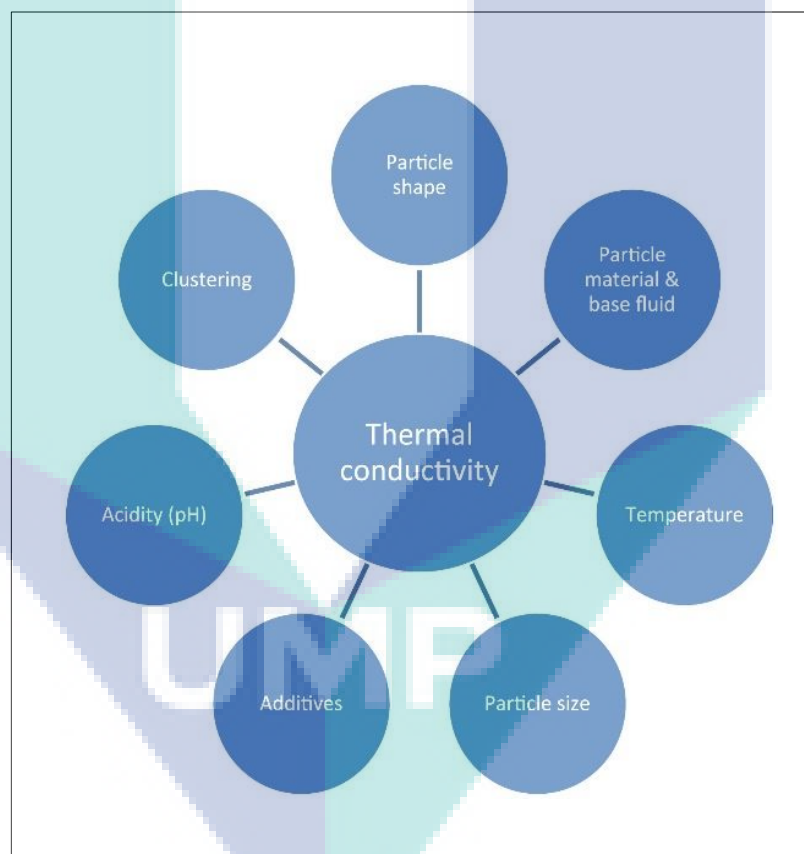 Particle
shape
Particle
material &
base fluid
Clustering
Thermal
conductivity
Acidity (pH)
Temperature
UMP
Additives
Particle size